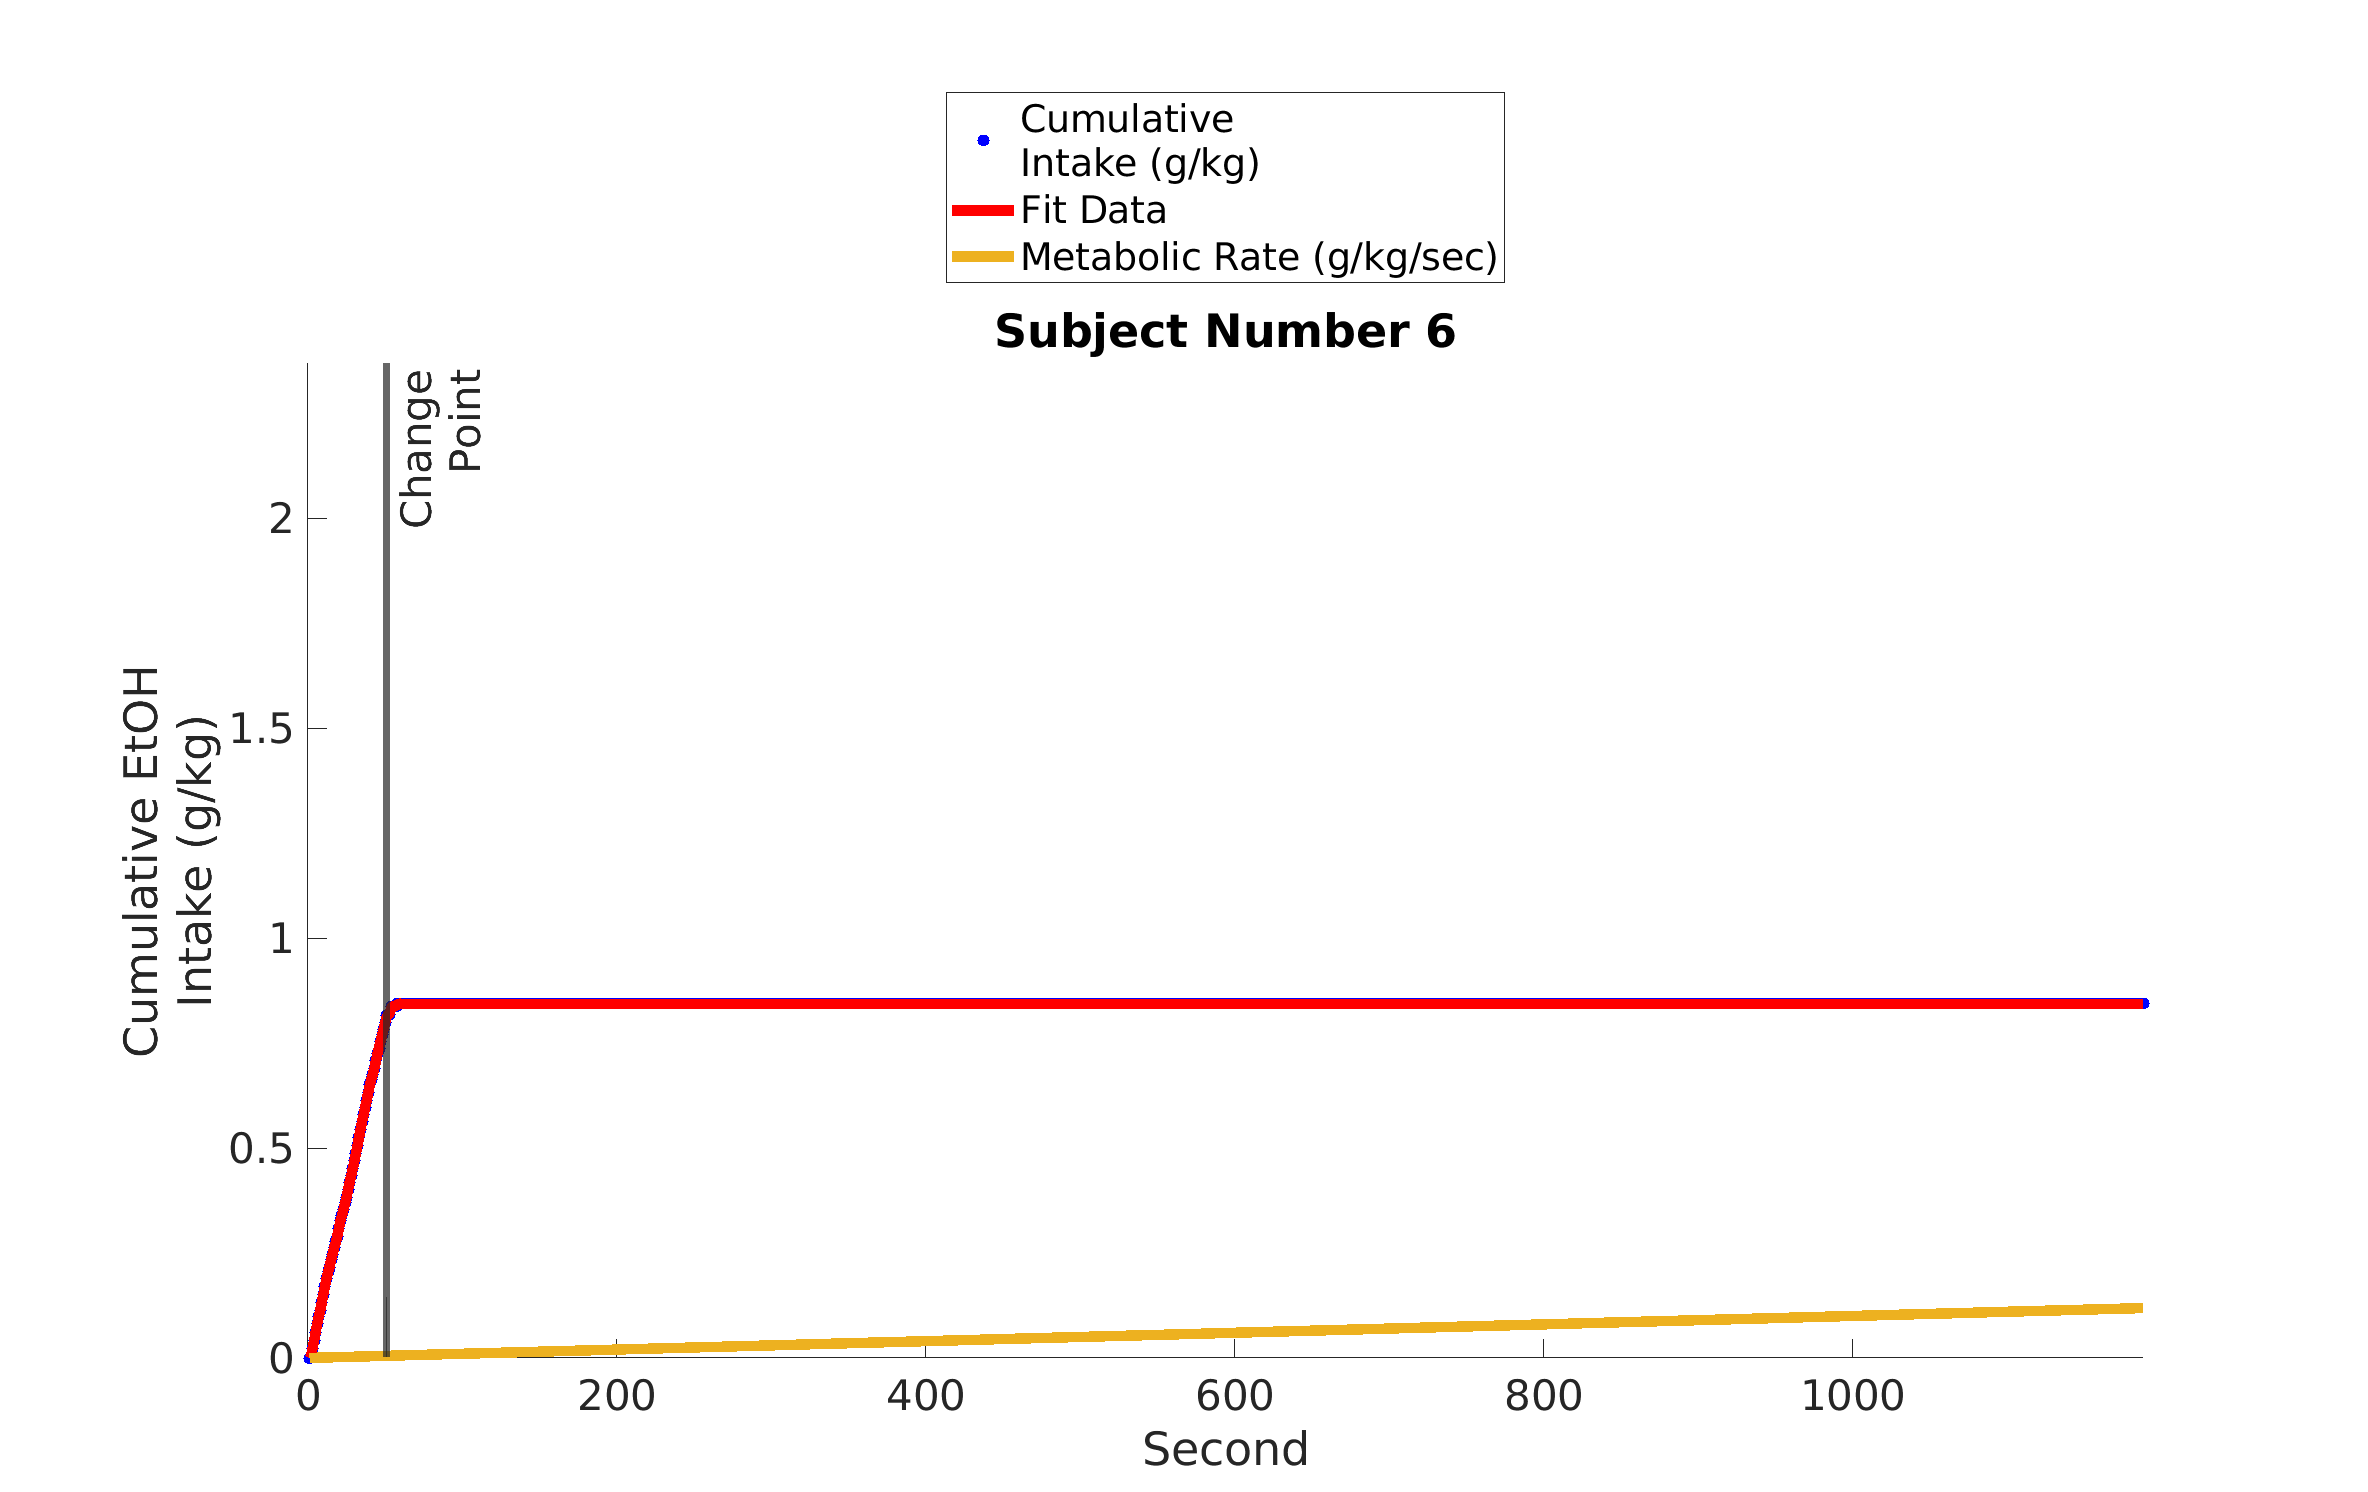 Cumulative
Intake (g/kg)
Fit Data
Metabolic Rate (g/kg/sec)
Subject Number 6
Change
Point
Cumulative EtOH
Intake (g/kg)
2
1.5
1
0.5
0
0 200 400 600 800 1000
Second